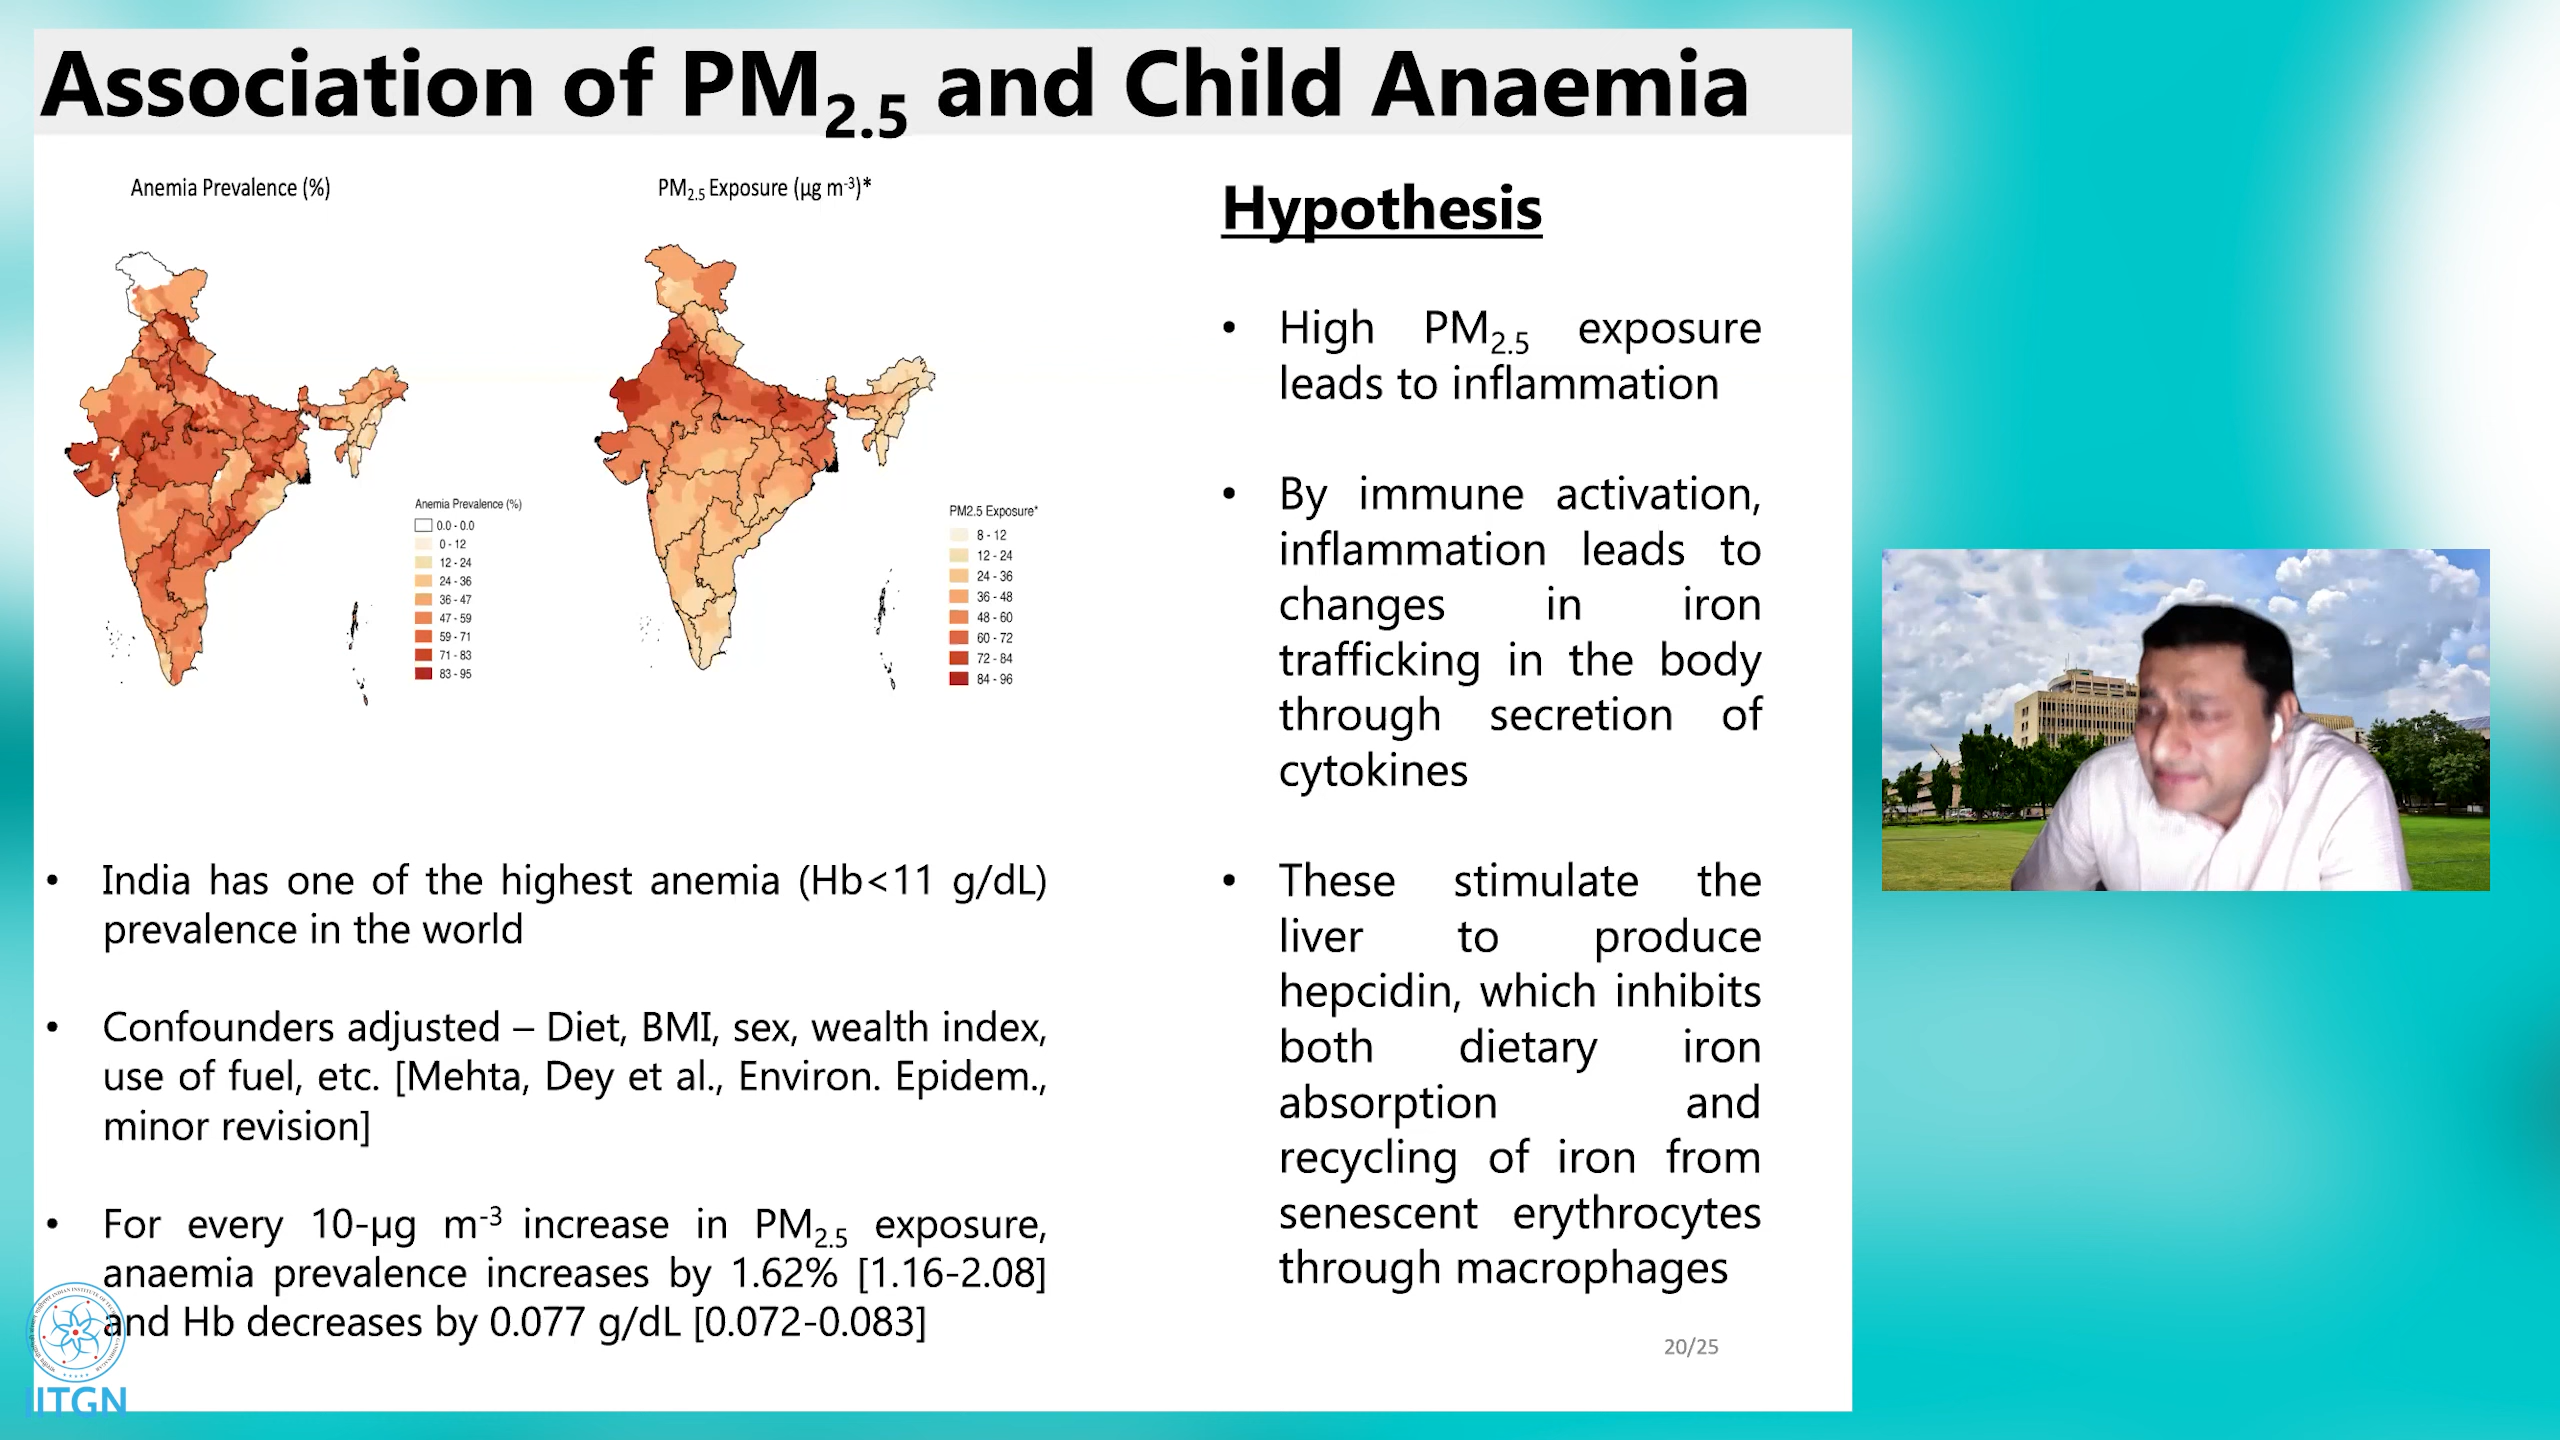 Association of PM2.5 and Child Anaemia
Anemia Prevalence (%)
PM2.5 Exposure (µg m-3)*
Anemia Prevalence (%)
0.0 - 0.0
0 - 12
12 - 24
24 - 36
36 - 47
47 - 59
59 - 71
71 - 83
83 - 95
PM2.5 Exposure*
8 - 12
12 - 24
24 - 36
36 - 48
48 - 60
60 - 72
72 - 84
84 - 96
• India has one of the highest anemia (Hb<11 g/dL)
prevalence in the world
• Confounders adjusted – Diet, BMI, sex, wealth index,
use of fuel, etc. [Mehta, Dey et al., Environ. Epidem.,
minor revision]
• For every 10-µg m-3 increase in PM2.5 exposure,
anaemia prevalence increases by 1.62% [1.16-2.08]
and Hb decreases by 0.077 g/dL [0.072-0.083]
Hypothesis
• High PM2.5 exposure
leads to inflammation
• By immune activation,
inflammation leads to
changes in iron
trafficking in the body
through secretion of
cytokines
• These stimulate the
liver to produce
hepcidin, which inhibits
both dietary iron
absorption and
recycling of iron from
senescent erythrocytes
through macrophages
20/25
IITGN